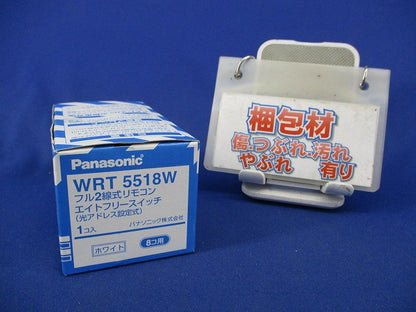 Panasonic
WRT 5518W
フル2線式リモコン
エイトフリースイッチ
(光アドレス設定式)
1コ入
パナソニック株式会社
ホワイト
8コ用
梱包材
傷つぶれ汚れ
やぶれ 有り